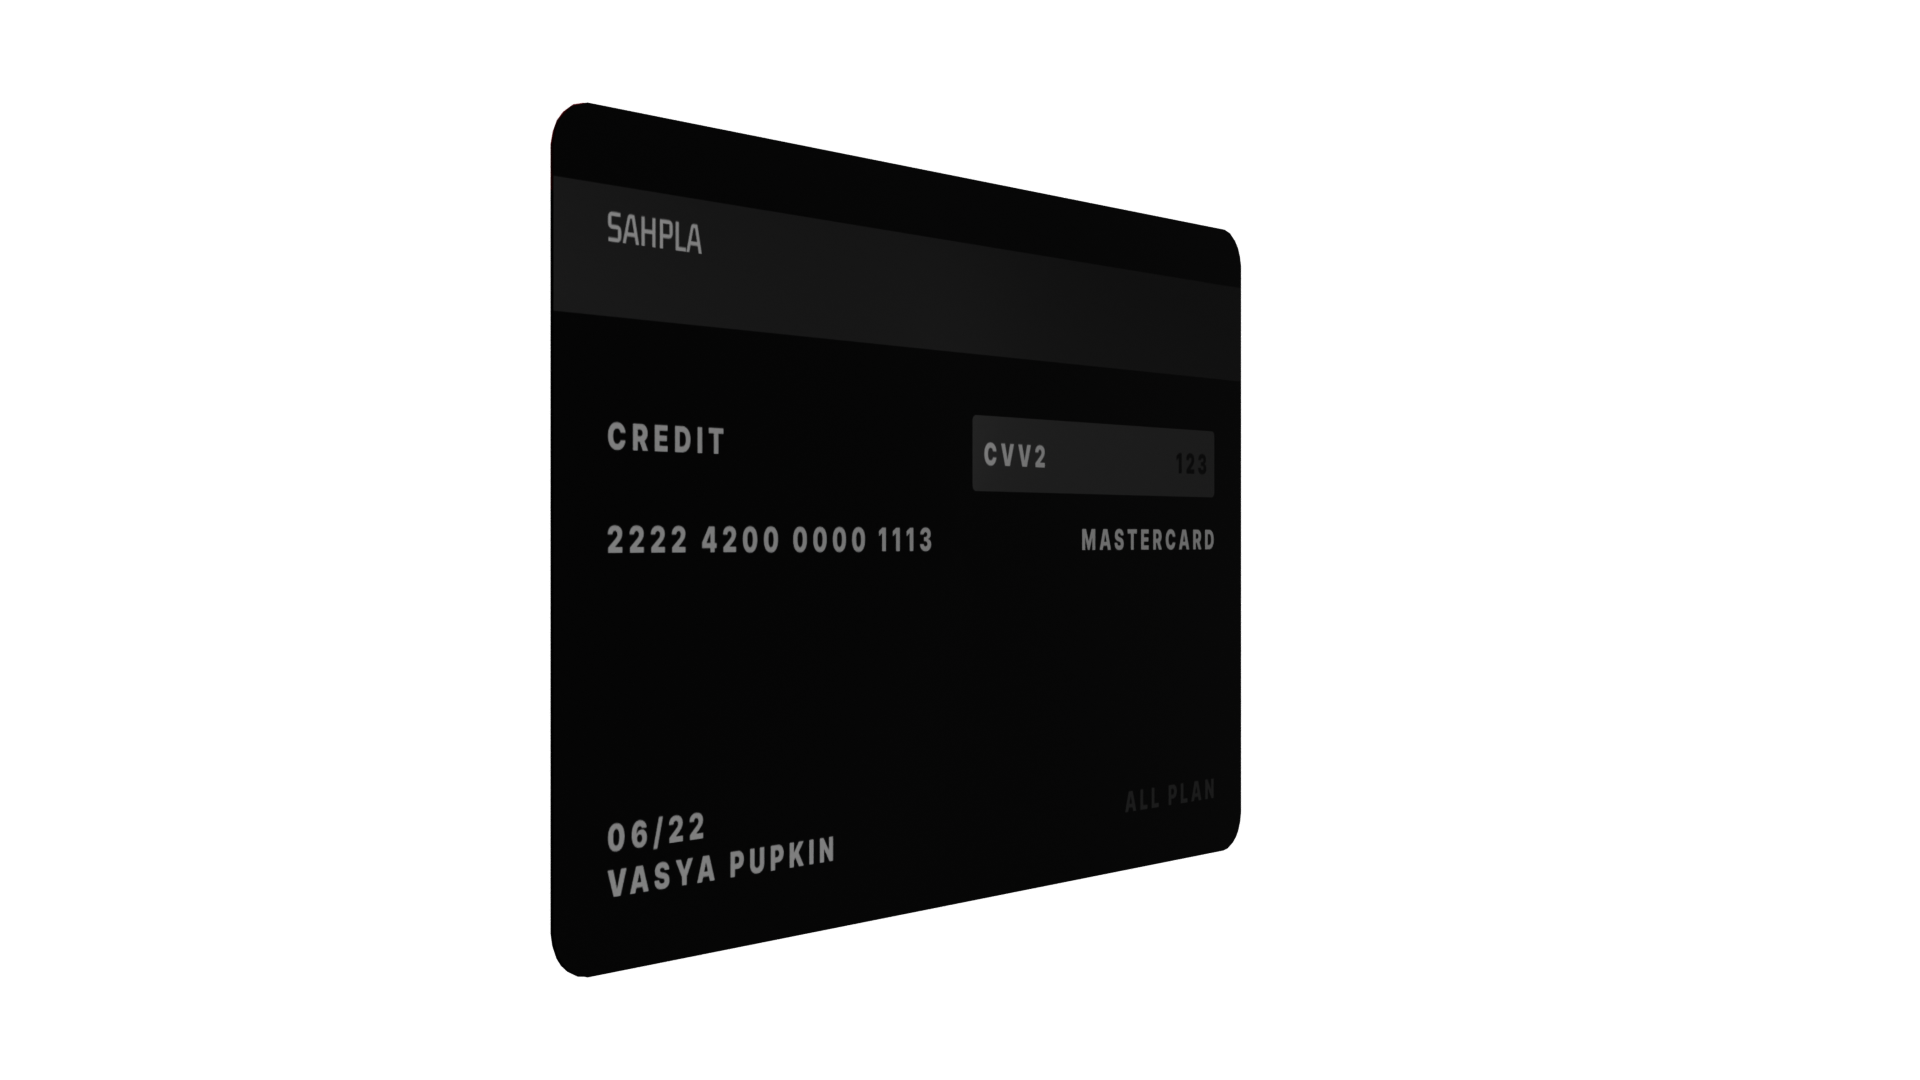 SAHPLA
CREDIT
CVV2 123
2222 4200 0000 1113
MASTERCARD
ALL PLAN
06/22
VASYA PUPKIN